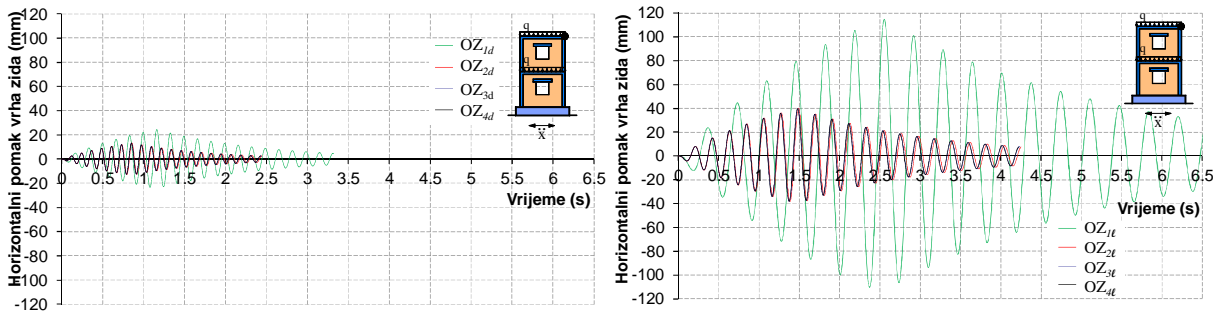 Horizontalni pomak vrha zida (mm)
120
100
80
60
40
20
0
-20
-40
-60
-80
-100
-120
0 0.5 1 1.5 2 2.5 3 3.5 4 4.5 5 5.5 6 6.5
Vrijeme (s)
OZ1d
OZ2d
OZ3d
OZ4d
q
q
ẍ
Horizontalni pomak vrha zida (mm)
120
100
80
60
40
20
0
-20
-40
-60
-80
-100
-120
0 0.5 1 1.5 2 2.5 3 3.5 4 4.5 5 5.5 6 6.5
Vrijeme (s)
OZ1ℓ
OZ2ℓ
OZ3ℓ
OZ4ℓ
q
q
ẍ